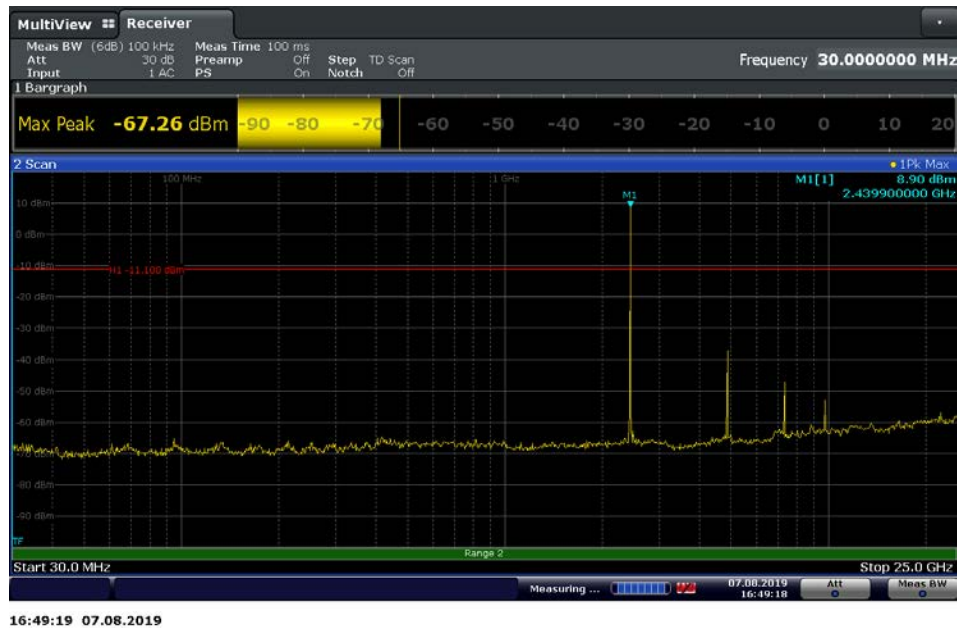 MultiView Receiver
Meas BW (6dB) 100 kHz Meas Time 100 ms
Att 30 dB Preamp Off Step TD Scan
Input 1 AC PS On Notch Off
Frequency 30.0000000 MHz
1 Bargraph
Max Peak -67.26 dBm -90 -80 -70 -60 -50 -40 -30 -20 -10 0 10 20
2 Scan 1Pk Max
100 MHz 1 GHz M1[1] 8.90 dBm
2.439900000 GHz
M1
10 dBm
0 dBm
-10 dBm
H1 -11.100 dBm
-20 dBm
-30 dBm
-40 dBm
-50 dBm
-60 dBm
-70 dBm
-80 dBm
-90 dBm
TF
Range 2
Start 30.0 MHz Stop 25.0 GHz
Measuring ... 07.08.2019 Att Meas BW
16:49:18
16:49:19 07.08.2019